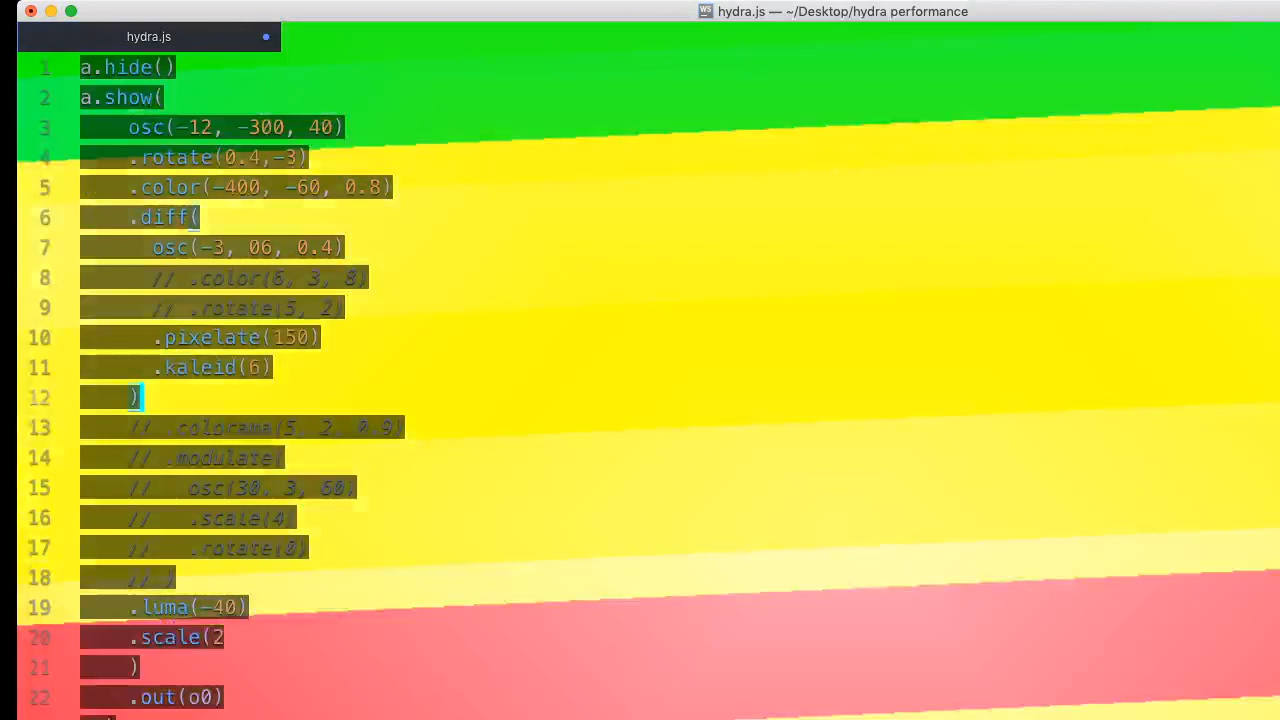 hydra.js — ~/Desktop/hydra performance
hydra.js
1 a.hide()
2 a.show(
3 osc(-12, -300, 40)
4 .rotate(0.4,-3)
5 .color(-400, -60, 0.8)
6 .diff(
7 osc(-3, 06, 0.4)
8 // .color(6, 3, 8)
9 // .rotate(5, 2)
10 .pixelate(150)
11 .kaleid(6)
12 )
13 // .colorama(5, 2, 0.9)
14 // .modulate(
15 // osc(30, 3, 60)
16 // .scale(4)
17 // .rotate(0)
18 // )
19 .luma(-40)
20 .scale(2
21 )
22 .out(o0)